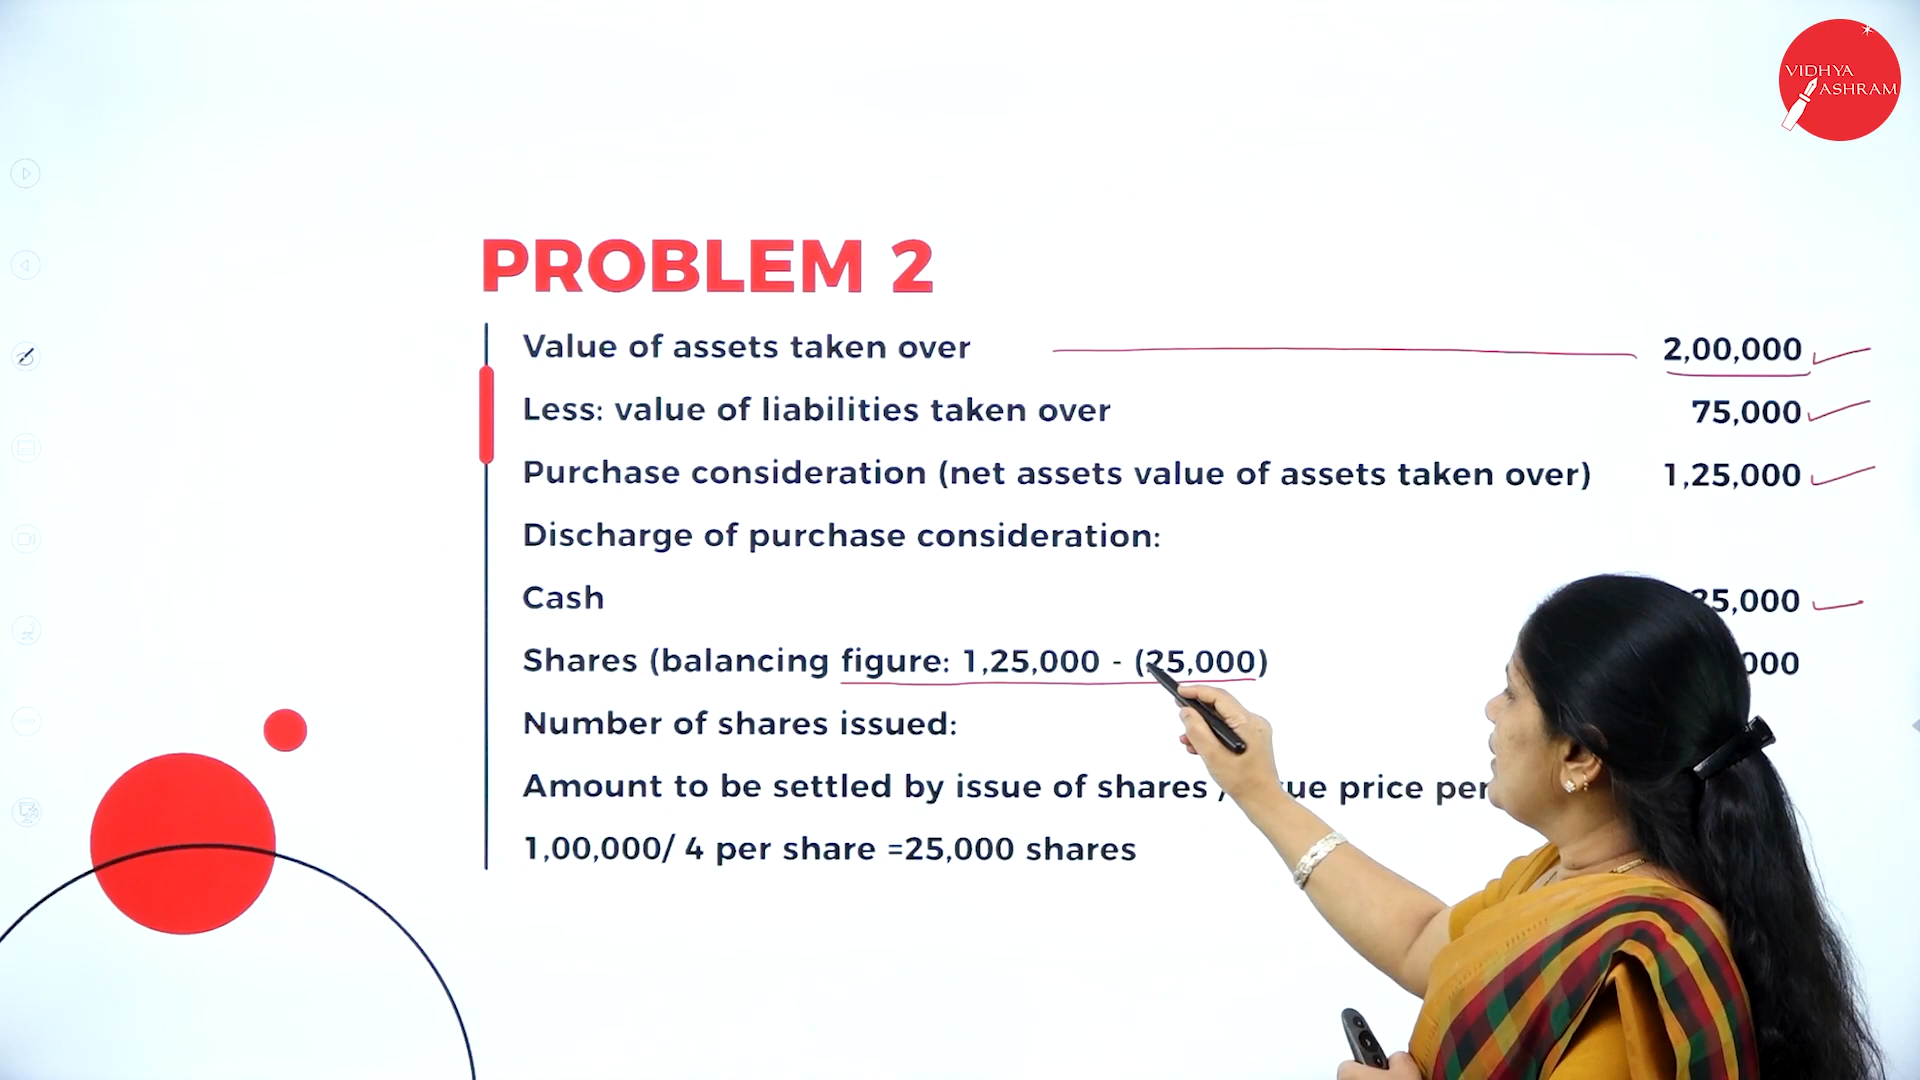 VIDHYA
ASHRAM
PROBLEM 2
Value of assets taken over 2,00,000
Less: value of liabilities taken over 75,000
Purchase consideration (net assets value of assets taken over) 1,25,000
Discharge of purchase consideration:
Cash 25,000
Shares (balancing figure: 1,25,000 - (25,000) 000
Number of shares issued:
Amount to be settled by issue of shares / price per
1,00,000/ 4 per share =25,000 shares